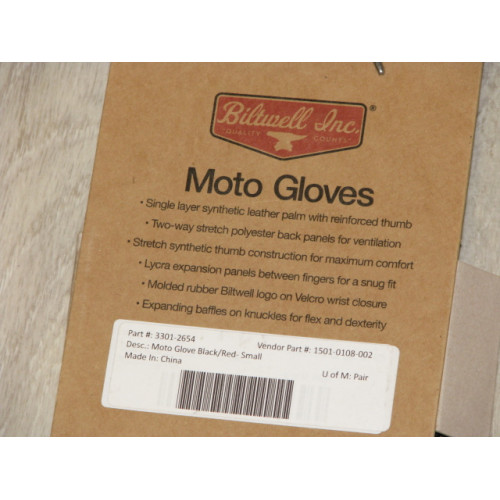 Biltwell Inc.®
"QUALITY COUNTS"
Moto Gloves
• Single layer synthetic leather palm with reinforced thumb
• Two-way stretch polyester back panels for ventilation
• Stretch synthetic thumb construction for maximum comfort
• Lycra expansion panels between fingers for a snug fit
• Molded rubber Biltwell logo on Velcro wrist closure
• Expanding baffles on knuckles for flex and dexterity
Part #: 3301-2654 Vendor Part #: 1501-0108-002
Desc.: Moto Glove Black/Red- Small
Made In: China U of M: Pair